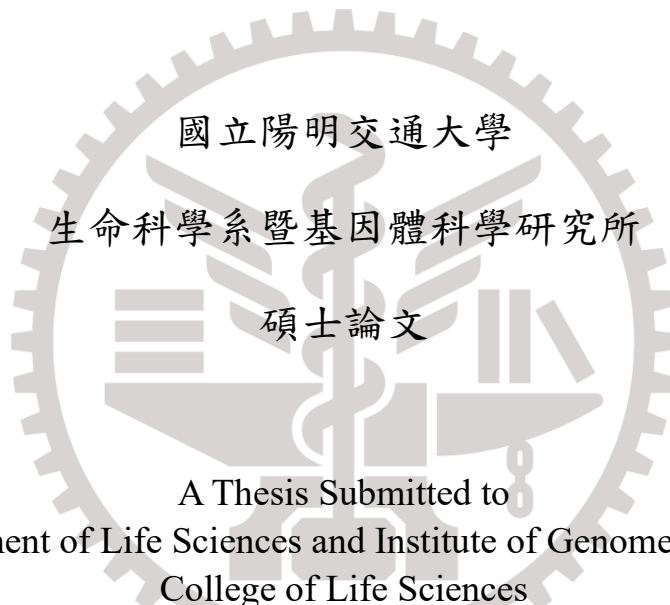 國立陽明交通大學
生命科學系暨基因體科學研究所
碩士論文
A Thesis Submitted to
of Life Sciences and Institute of
College of Life Sciences